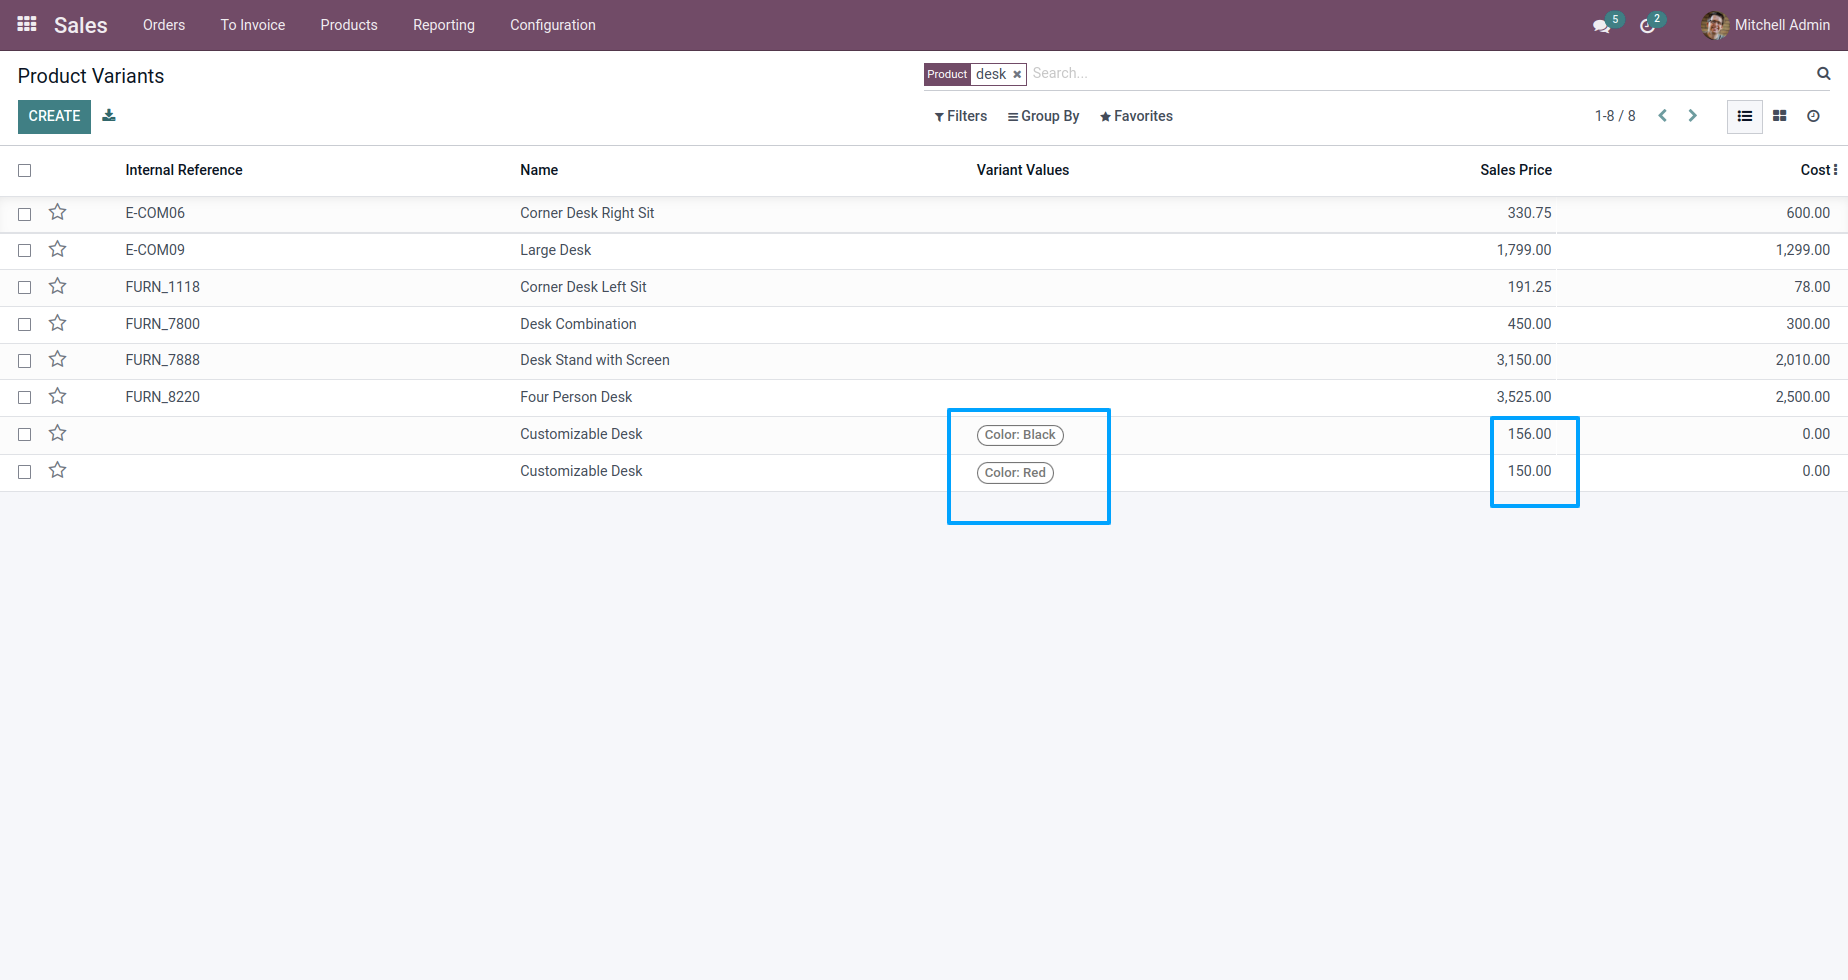 Sales Orders To Invoice Products Reporting Configuration 5 2 Mitchell Admin
Product Variants Product desk Search...
CREATE Filters Group By Favorites 1-8 / 8
Internal Reference Name Variant Values Sales Price Cost
E-COM06 Corner Desk Right Sit 330.75 600.00
E-COM09 Large Desk 1,799.00 1,299.00
FURN_1118 Corner Desk Left Sit 191.25 78.00
FURN_7800 Desk Combination 450.00 300.00
FURN_7888 Desk Stand with Screen 3,150.00 2,010.00
FURN_8220 Four Person Desk 3,525.00 2,500.00
Customizable Desk Color: Black 156.00 0.00
Customizable Desk Color: Red 150.00 0.00